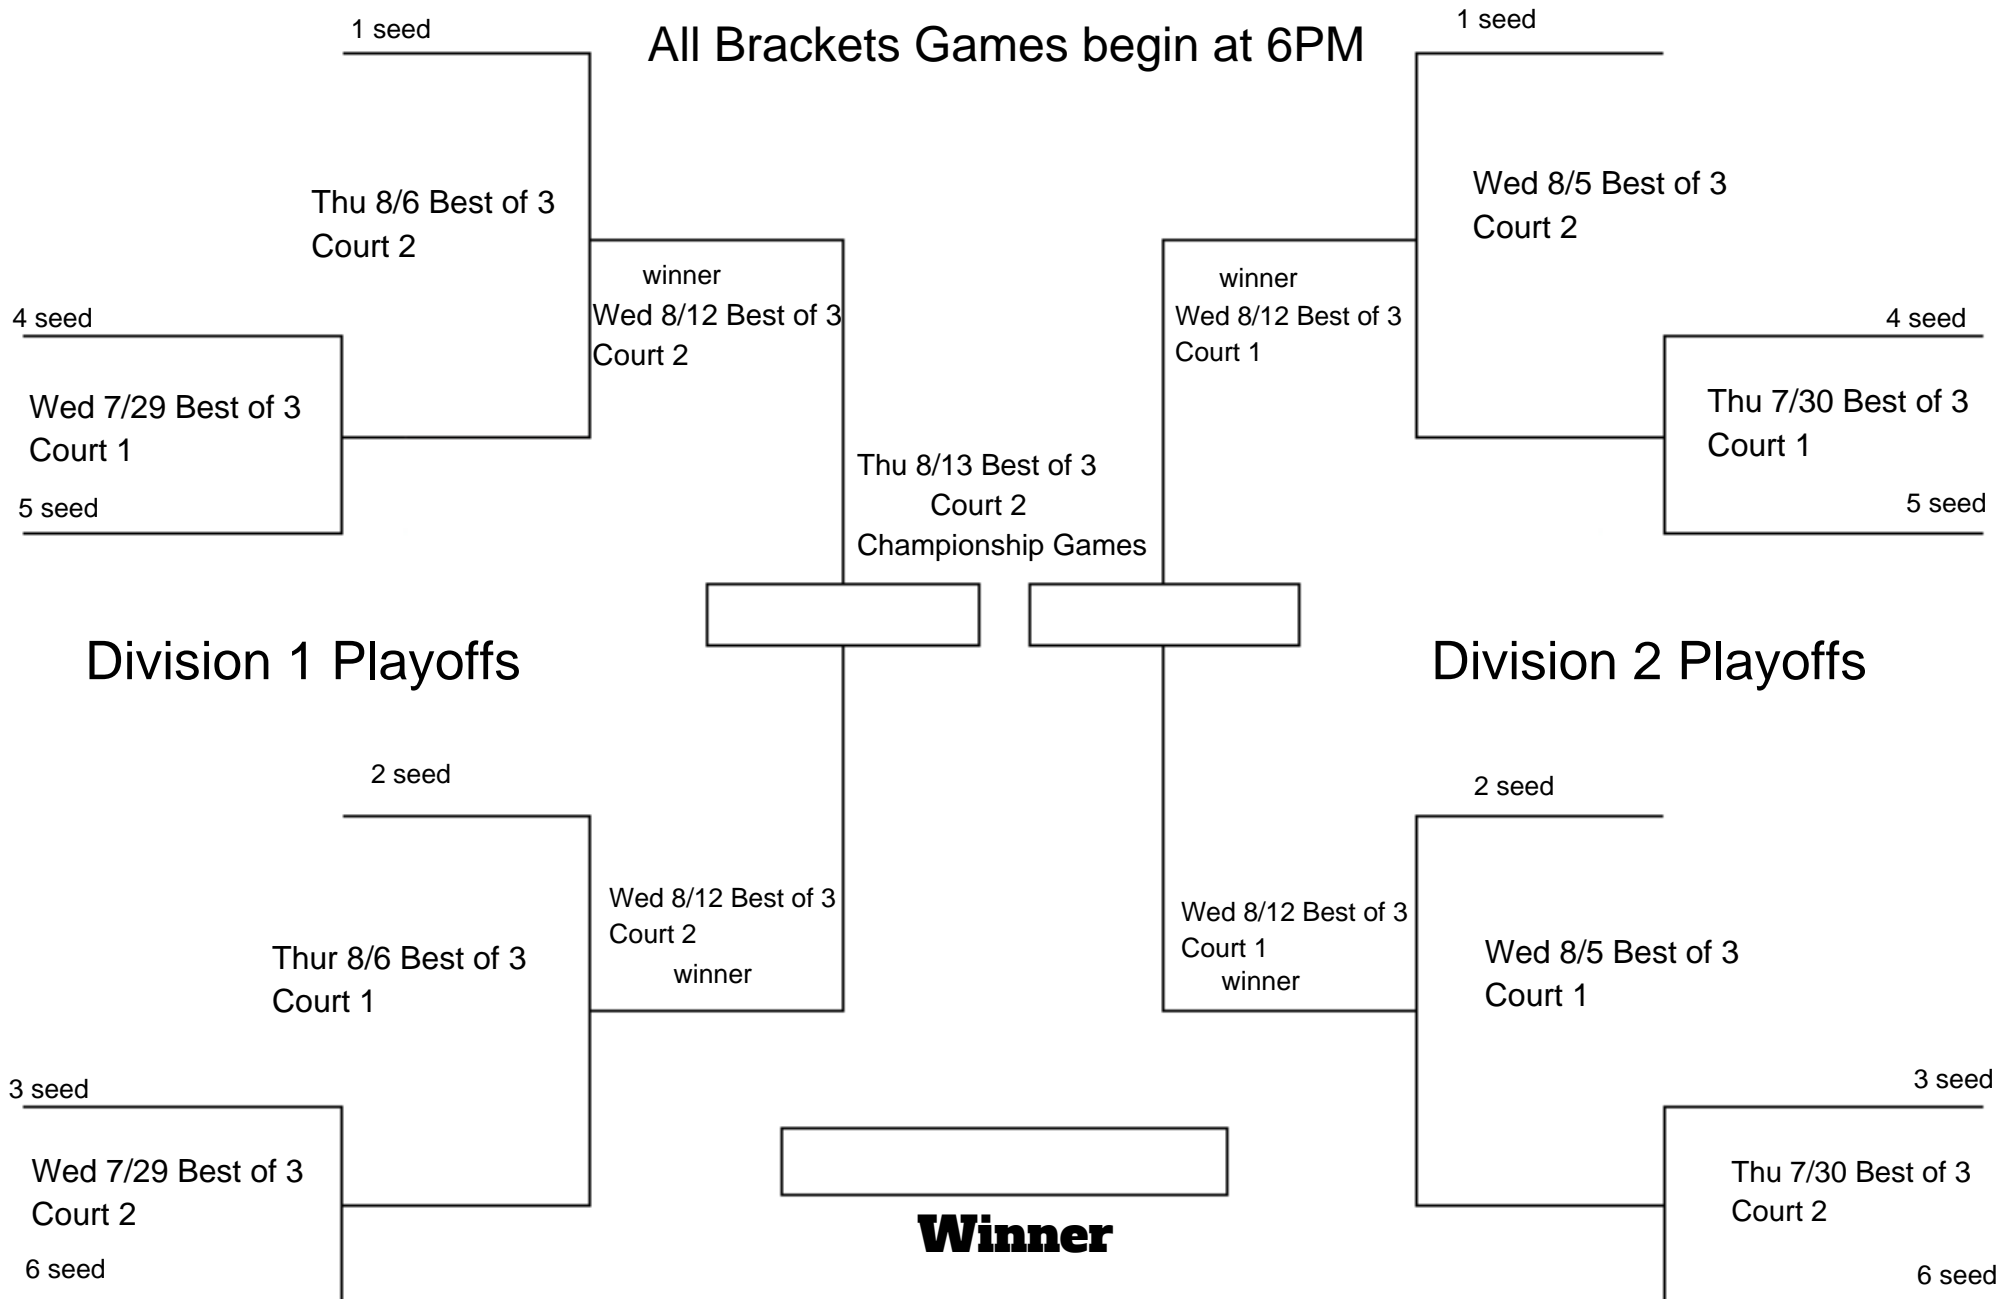 1 seed
All Brackets Games begin at 6PM
1 seed
Thu 8/6 Best of 3
Court 2
Wed 8/5 Best of 3
Court 2
winner
Wed 8/12 Best of 3
Court 2
winner
Wed 8/12 Best of 3
Court 1
4 seed
4 seed
Wed 7/29 Best of 3
Court 1
Thu 7/30 Best of 3
Court 1
5 seed
5 seed
Thu 8/13 Best of 3
Court 2
Championship Games
Division 1 Playoffs
Division 2 Playoffs
2 seed
2 seed
Wed 8/12 Best of 3
Court 2
winner
Wed 8/12 Best of 3
Court 1
winner
Thur 8/6 Best of 3
Court 1
Wed 8/5 Best of 3
Court 1
3 seed
3 seed
Wed 7/29 Best of 3
Court 2
Thu 7/30 Best of 3
Court 2
Winner
6 seed
6 seed